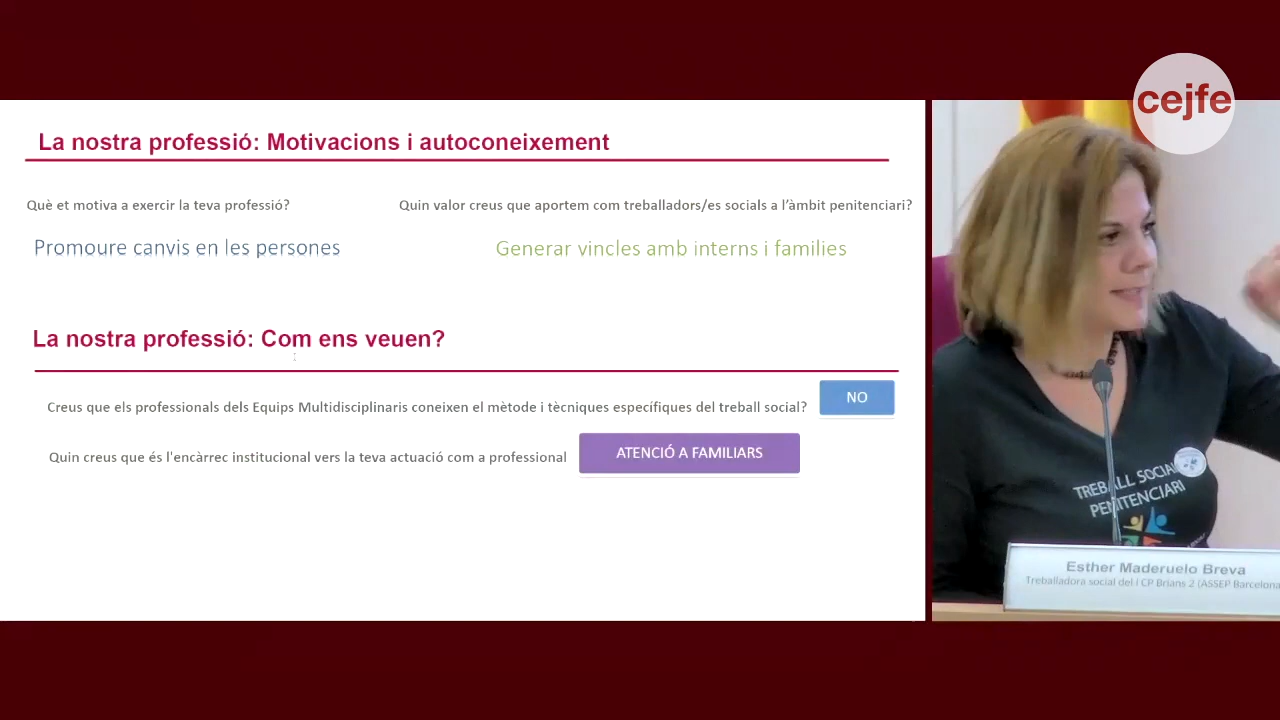 cejfe
La nostra professió: Motivacions i autoconeixement
Què et motiva a exercir la teva professió?
Quin valor creus que aportem com treballadors/es socials a l'àmbit penitenciari?
Promoure canvis en les persones
Generar vincles amb interns i families
La nostra professió: Com ens veuen?
Creus que els professionals dels Equips Multidisciplinaris coneixen el mètode i tècniques específiques del treball social?
NO
Quin creus que és l'encàrrec institucional vers la teva actuació com a professional
ATENCIÓ A FAMILIARS
TREBALL SOCIAL
PENITENCIARI
Esther Maderuelo Breva
Treballadora social del CP Brians 2 (ASSEP Barcelona